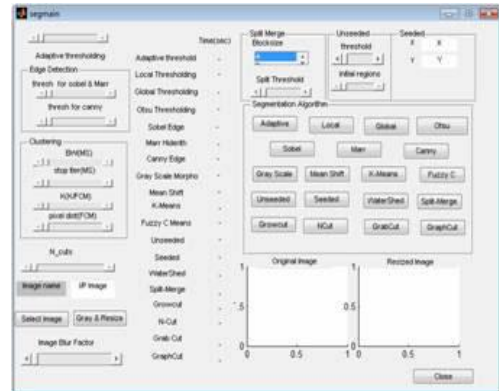 segmain
Adaptive thresholding
Edge Detection
thresh for sobel & Marr
thresh for canny
Clustering
BW(MS)
stop iter(MS)
K(K/FCM)
pixel dist(FCM)
N_cuts
Image name
I/P Image
Select Image
Gray & Resize
Image Blur Factor
Time(sec)
Adaptive threshold -
Local Thresholding -
Global Thresholding -
Otsu Thresholding -
Sobel Edge -
Marr Hildreth -
Canny Edge -
Gray Scale Morpho -
Mean Shift -
K-Means -
Fuzzy C Means -
Unseeded -
Seeded -
WaterShed -
Split-Merge -
Growcut -
N-Cut -
Grab Cut -
GraphCut -
Split Merge
Blocksize
4
Split Threshold
Unseeded
threshold
initial regions
Seeded
X X
Y Y
Segmentation Algorithm
Adaptive
Local
Global
Otsu
Sobel
Marr
Canny
Gray Scale
Mean Shift
K-Means
Fuzzy C
Unseeded
Seeded
WaterShed
Split-Merge
Growcut
NCut
GrabCut
GraphCut
Original Image
1
.5
0
0 0.5 1
Resized Image
1
0.5
0
0 0.5 1
Close